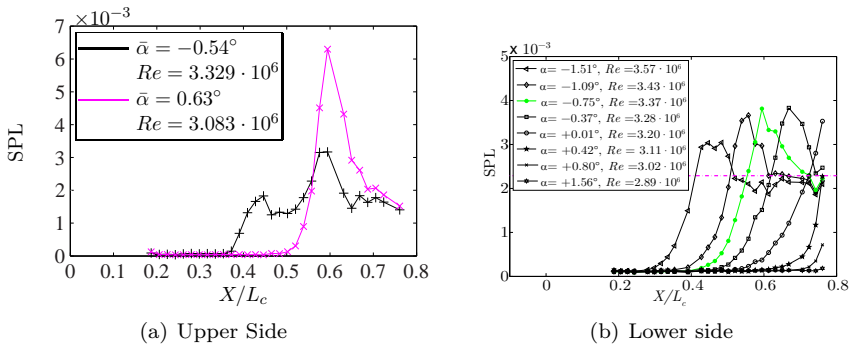 ×10⁻³
7
6
5
4
3
2
1
0
SPL
ᾱ = −0.54°
Re = 3.329 · 10⁶
ᾱ = 0.63°
Re = 3.083 · 10⁶
0 0.1 0.2 0.3 0.4 0.5 0.6 0.7 0.8
X/L_c
(a) Upper Side
x 10⁻³
5
4
3
2
1
0
SPL
α= −1.51°, Re =3.57 · 10⁶
α= −1.09°, Re =3.43 · 10⁶
α= −0.75°, Re =3.37 · 10⁶
α= −0.37°, Re =3.28 · 10⁶
α= +0.01°, Re =3.20 · 10⁶
α= +0.42°, Re =3.11 · 10⁶
α= +0.80°, Re =3.02 · 10⁶
α= +1.56°, Re =2.89 · 10⁶
0 0.2 0.4 0.6 0.8
X/L_c
(b) Lower side